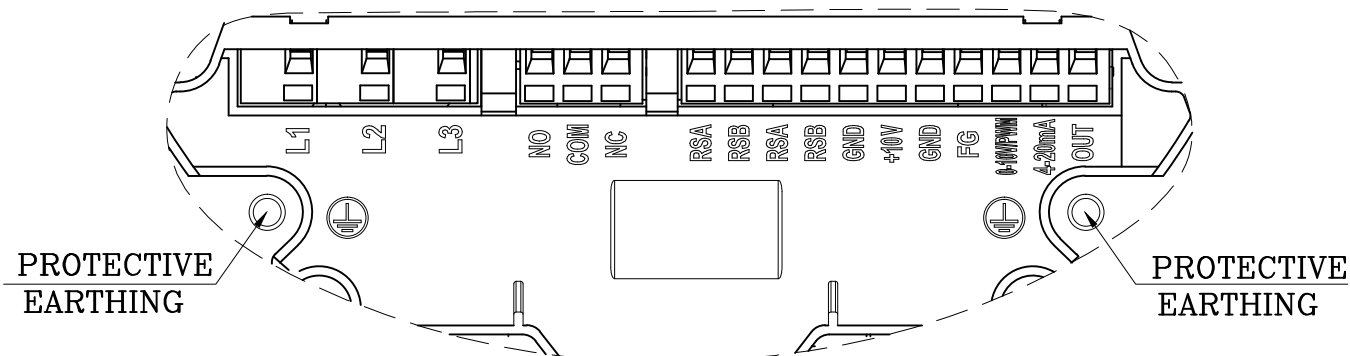 L1
L2
L3
NO
COM
NC
RSA
RSB
RSA
RSB
GND
+10V
GND
FG
0-10V/PWM
4-20mA
OUT
PROTECTIVE
EARTHING
PROTECTIVE
EARTHING